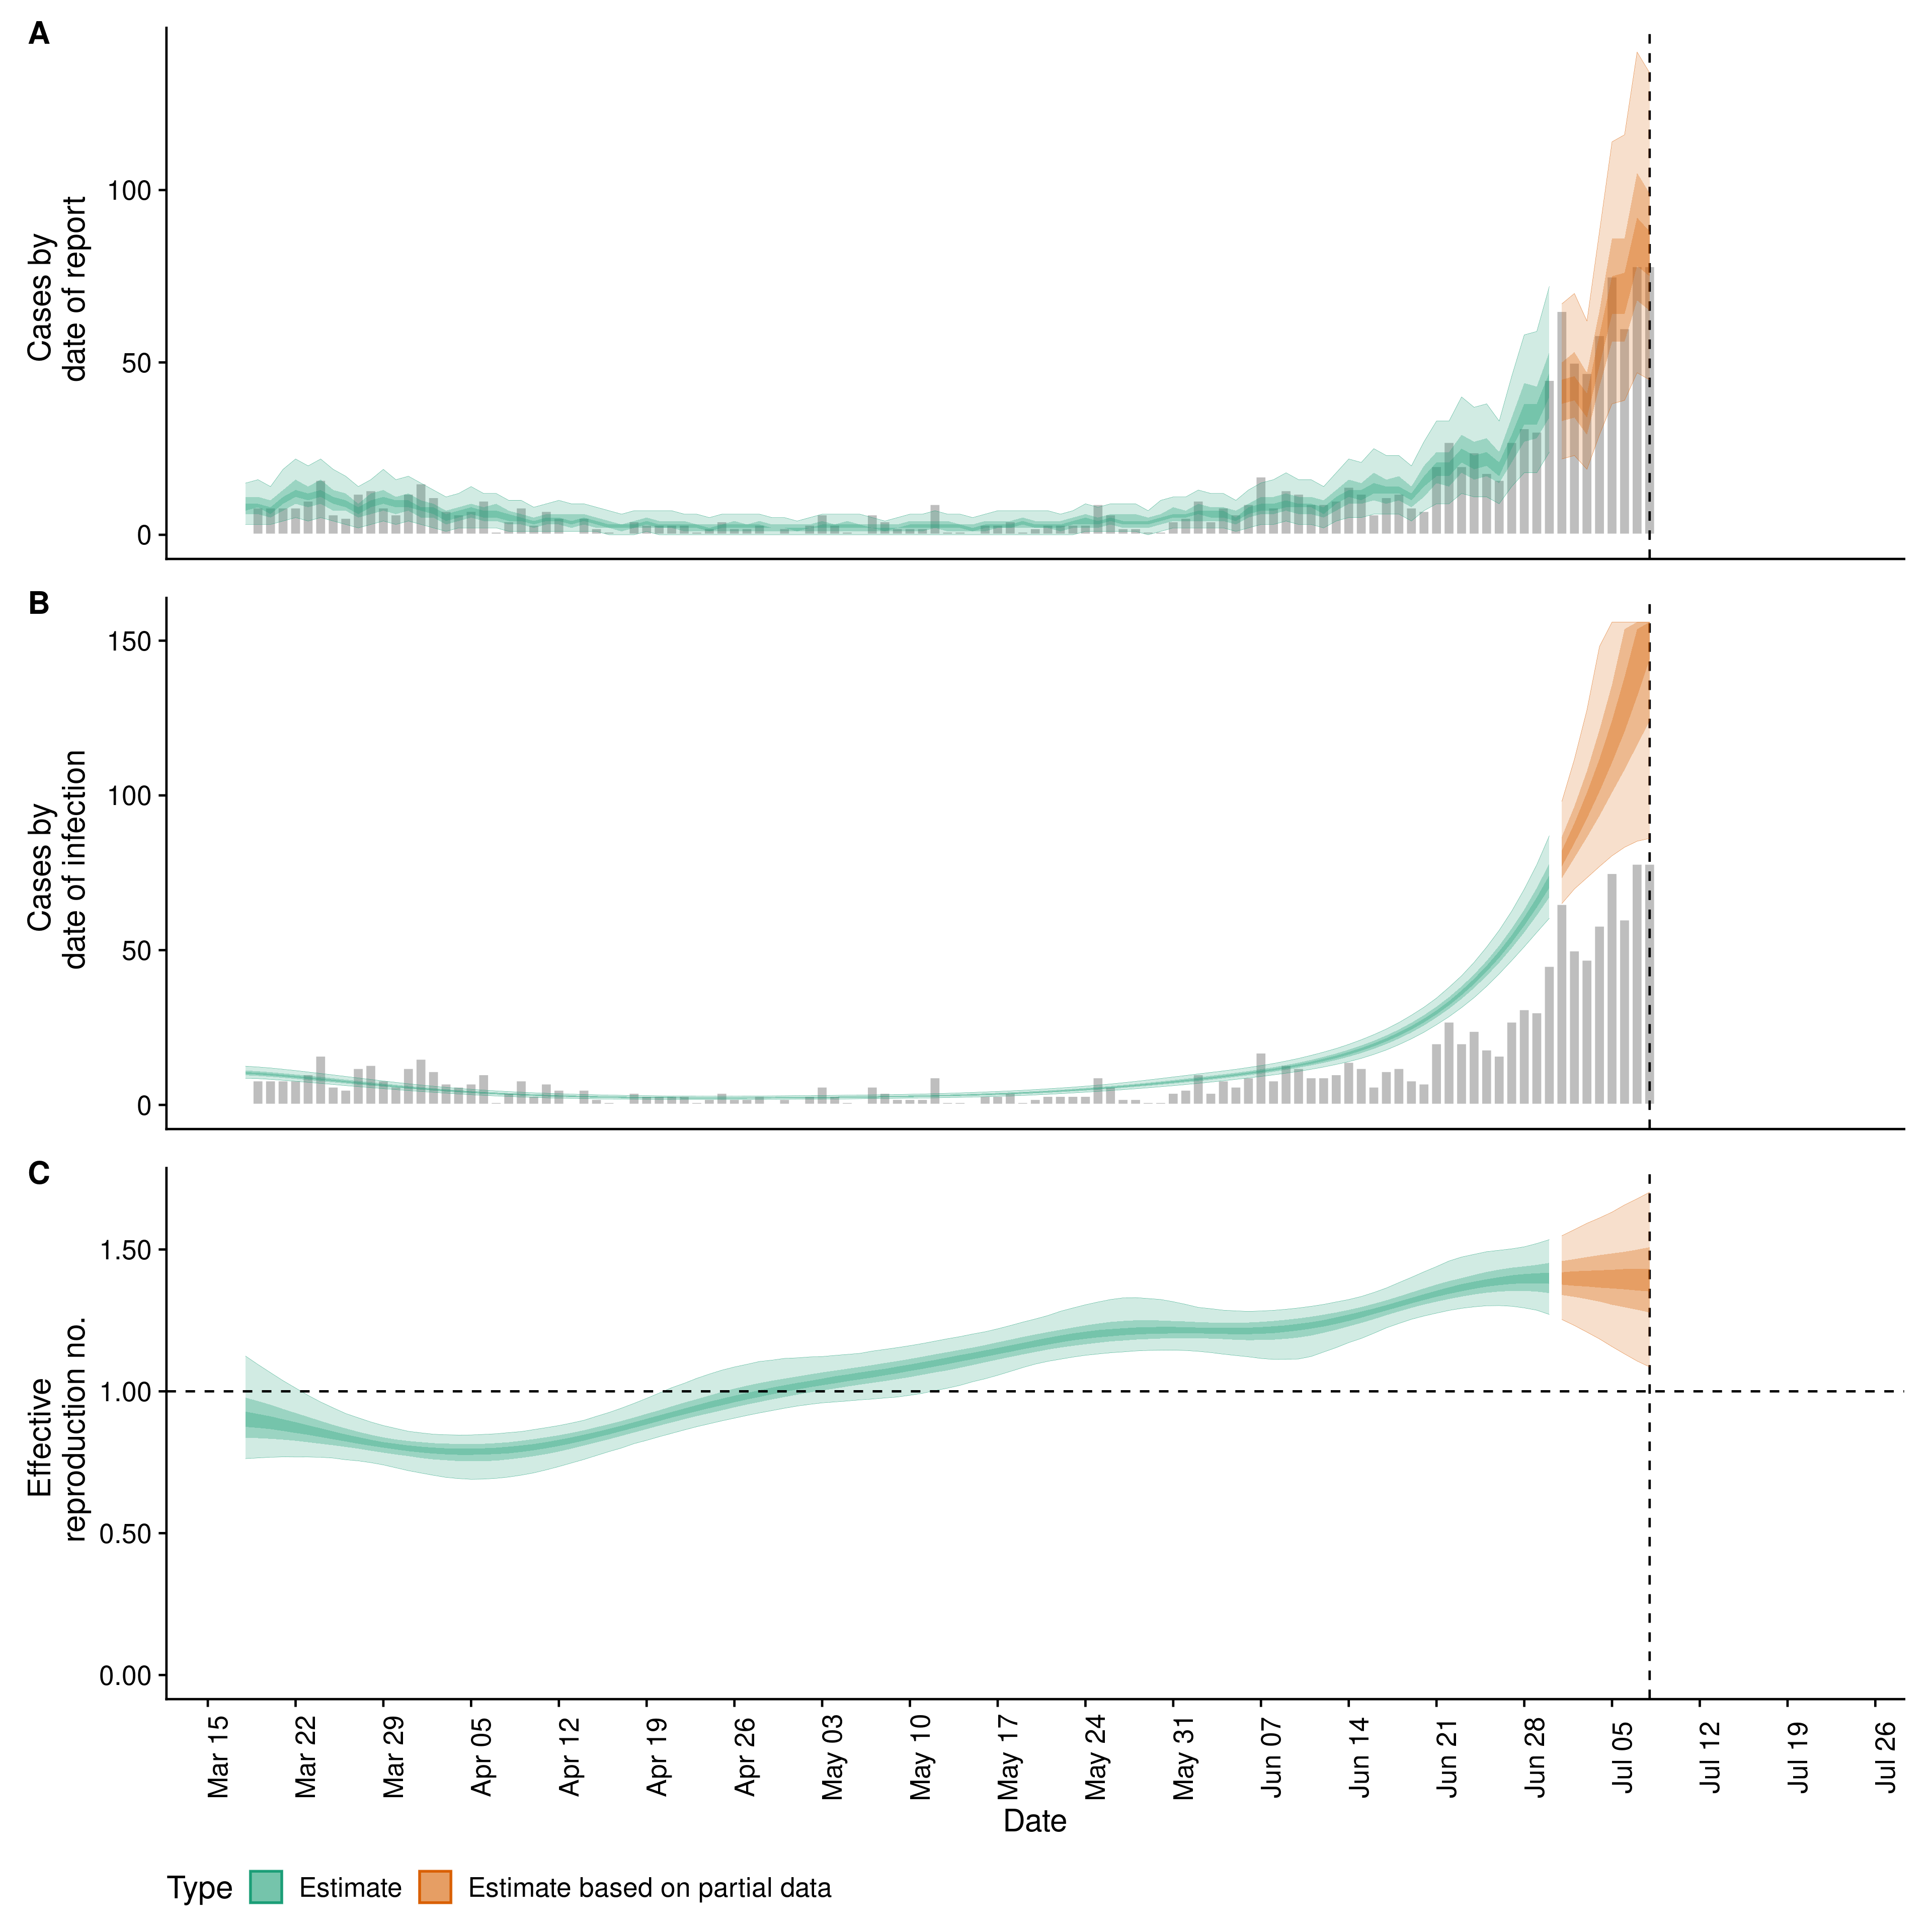 A
Cases by
date of report
100
50
0
B
Cases by
date of infection
150
100
50
0
C
Effective
reproduction no.
1.50
1.00
0.50
0.00
Mar 15
Mar 22
Mar 29
Apr 05
Apr 12
Apr 19
Apr 26
May 03
May 10
May 17
May 24
May 31
Jun 07
Jun 14
Jun 21
Jun 28
Jul 05
Jul 12
Jul 19
Jul 26
Date
Type Estimate Estimate based on partial data